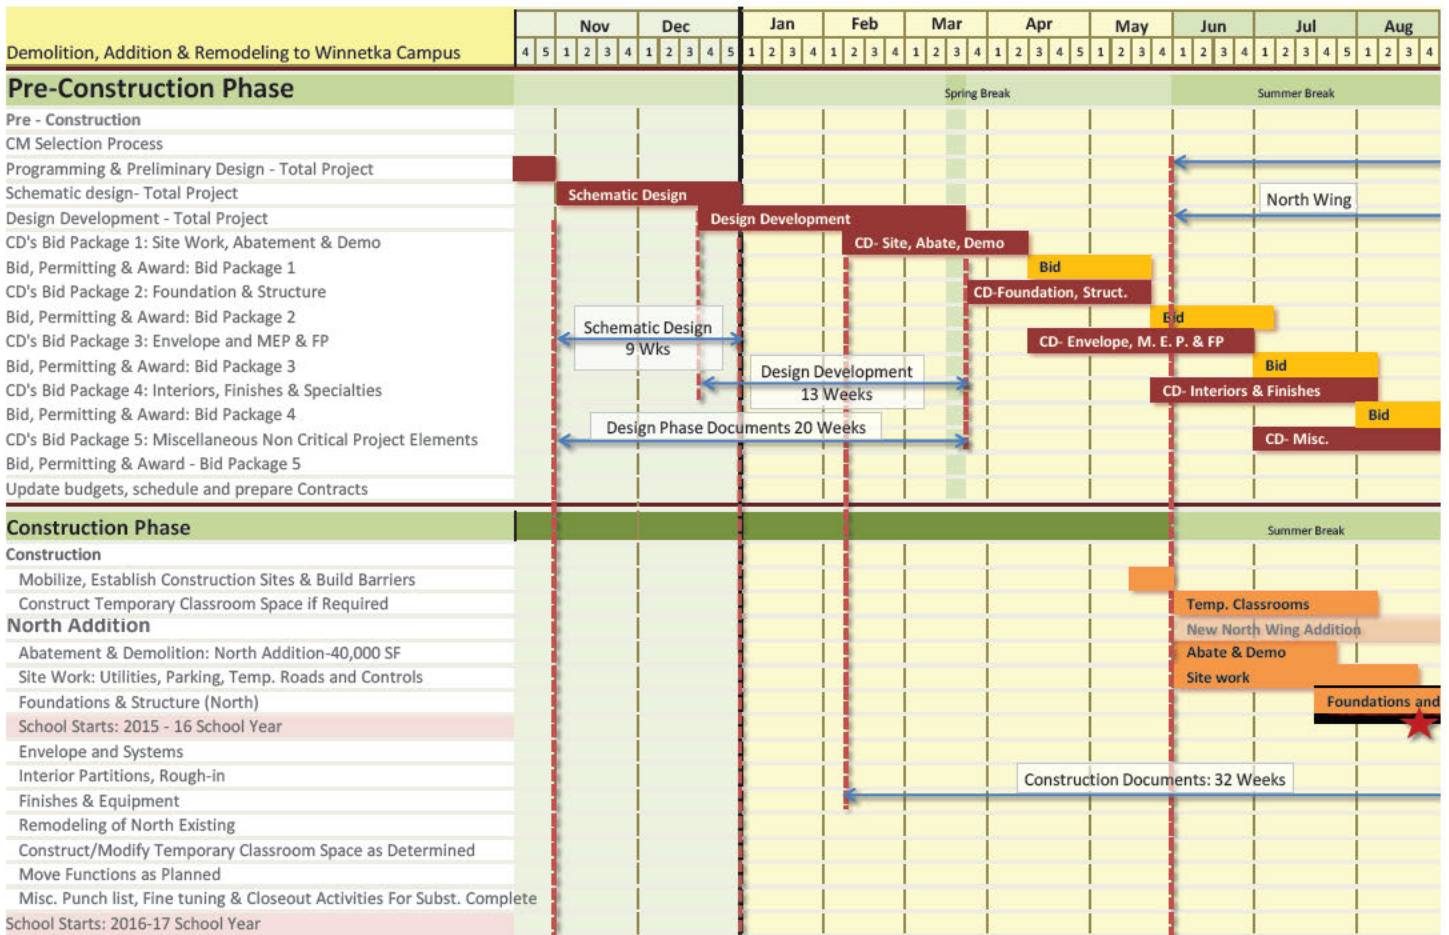 Nov Dec Jan Feb Mar Apr May Jun Jul Aug
Demolition, Addition & Remodeling to Winnetka Campus 4 5 1 2 3 4 1 2 3 4 5 1 2 3 4 1 2 3 4 1 2 3 4 1 2 3 4 5 1 2 3 4 1 2 3 4 1 2 3 4 5 1 2 3 4
Pre-Construction Phase Spring Break Summer Break
Pre - Construction
CM Selection Process
Programming & Preliminary Design - Total Project
Schematic design- Total Project Schematic Design North Wing
Design Development - Total Project Design Development
CD's Bid Package 1: Site Work, Abatement & Demo CD- Site, Abate, Demo
Bid, Permitting & Award: Bid Package 1 Bid
CD's Bid Package 2: Foundation & Structure CD-Foundation, Struct.
Bid, Permitting & Award: Bid Package 2 Bid
Schematic Design
CD's Bid Package 3: Envelope and MEP & FP CD- Envelope, M. E. P. & FP
9 Wks
Bid, Permitting & Award: Bid Package 3 Bid
Design Development
CD's Bid Package 4: Interiors, Finishes & Specialties CD- Interiors & Finishes
13 Weeks
Bid, Permitting & Award: Bid Package 4 Bid
Design Phase Documents 20 Weeks
CD's Bid Package 5: Miscellaneous Non Critical Project Elements CD- Misc.
Bid, Permitting & Award - Bid Package 5
Update budgets, schedule and prepare Contracts
Construction Phase Summer Break
Construction
Mobilize, Establish Construction Sites & Build Barriers
Construct Temporary Classroom Space if Required Temp. Classrooms
North Addition New North Wing Addition
Abatement & Demolition: North Addition-40,000 SF Abate & Demo
Site Work: Utilities, Parking, Temp. Roads and Controls Site work
Foundations & Structure (North) Foundations and
School Starts: 2015 - 16 School Year
Envelope and Systems
Interior Partitions, Rough-in Construction Documents: 32 Weeks
Finishes & Equipment
Remodeling of North Existing
Construct/Modify Temporary Classroom Space as Determined
Move Functions as Planned
Misc. Punch list, Fine tuning & Closeout Activities For Subst. Complete
School Starts: 2016-17 School Year